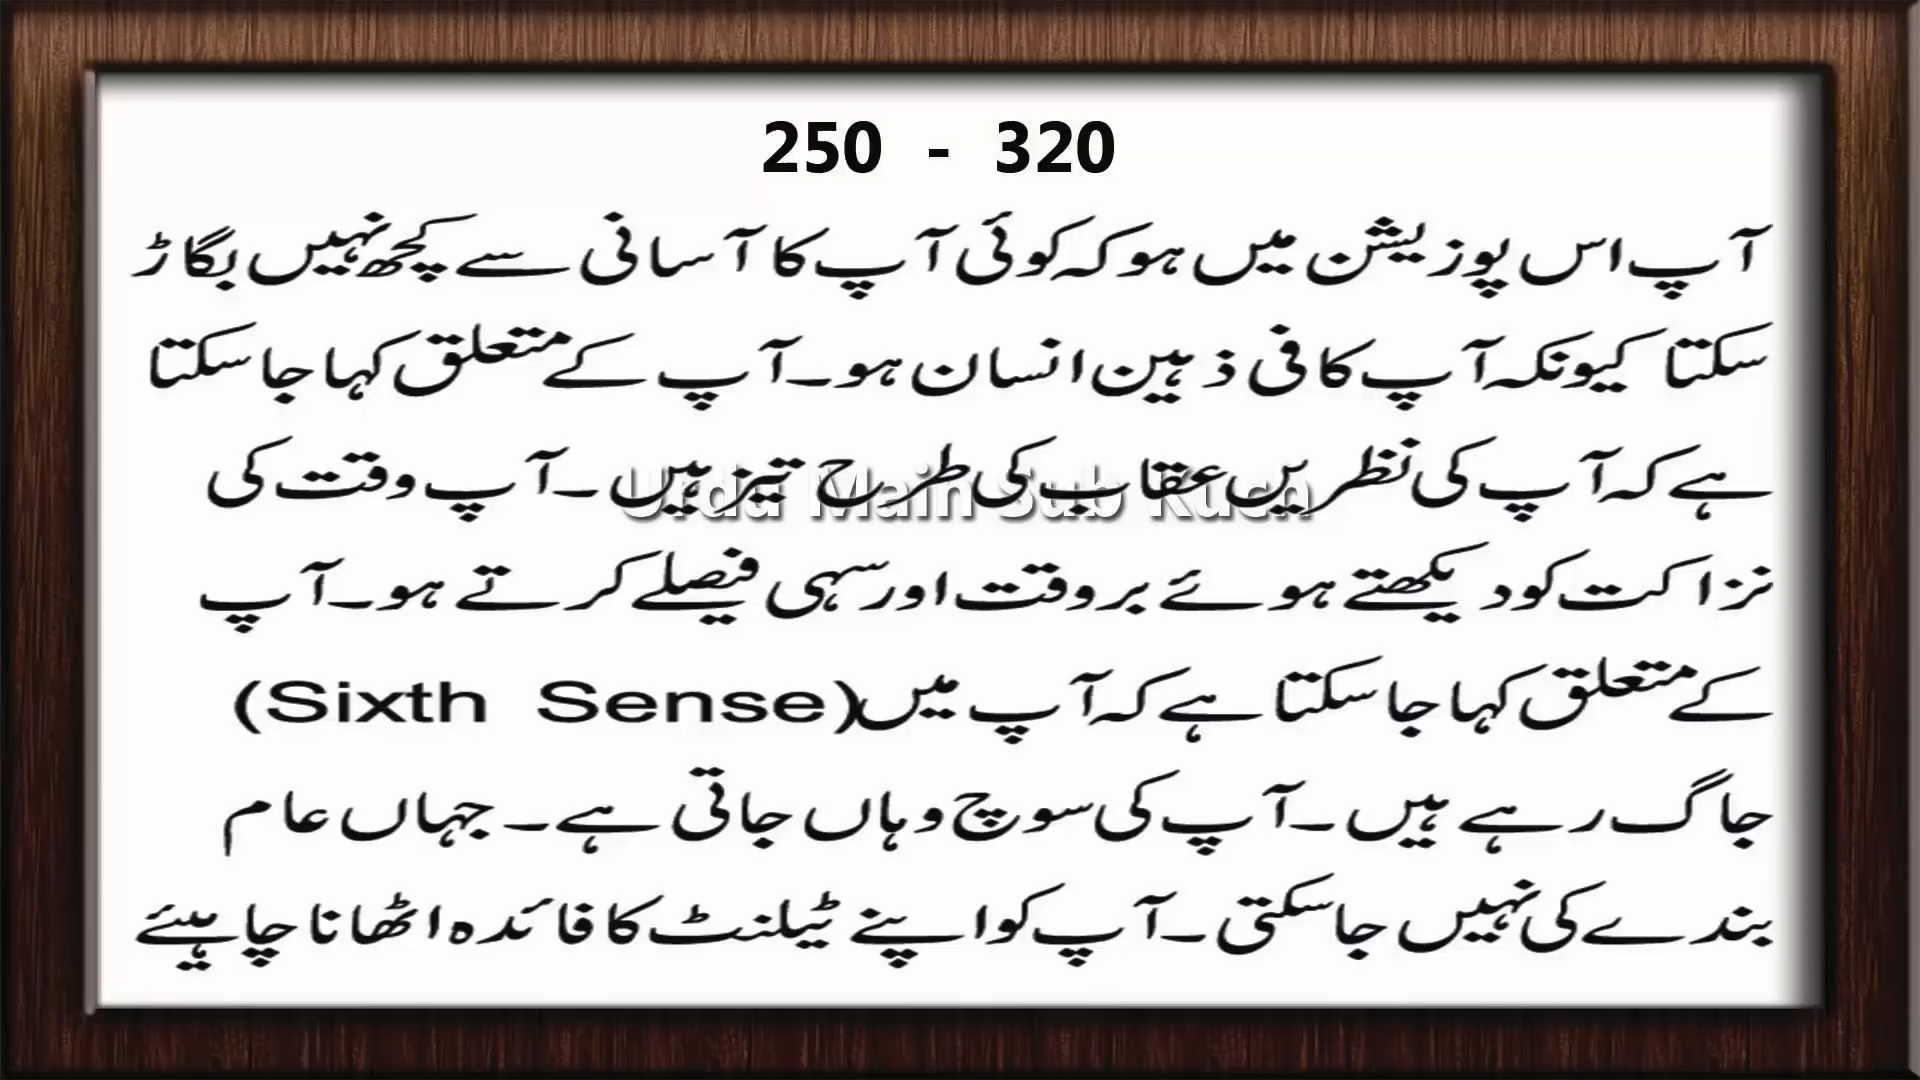 250 - 320
آپ اس پوزیشن میں ہو کہ کوئی آپ کا آسانی سے کچھ نہیں بگاڑ
سکتا کیونکہ آپ کافی ذہین انسان ہو۔ آپ کے متعلق کہا جا سکتا
ہے کہ آپ کی نظریں عقاب کی طرح تیز ہیں۔ آپ وقت کی
Urdu Main Sub Kuch
نزاکت کو دیکھتے ہوئے بروقت اور سہی فیصلے کرتے ہو۔ آپ
کے متعلق کہا جا سکتا ہے کہ آپ میں (Sixth Sense)
جاگ رہے ہیں۔ آپ کی سوچ وہاں جاتی ہے۔ جہاں عام
بندے کی نہیں جا سکتی۔ آپ کو اپنے ٹیلنٹ کا فائدہ اٹھانا چاہیئے